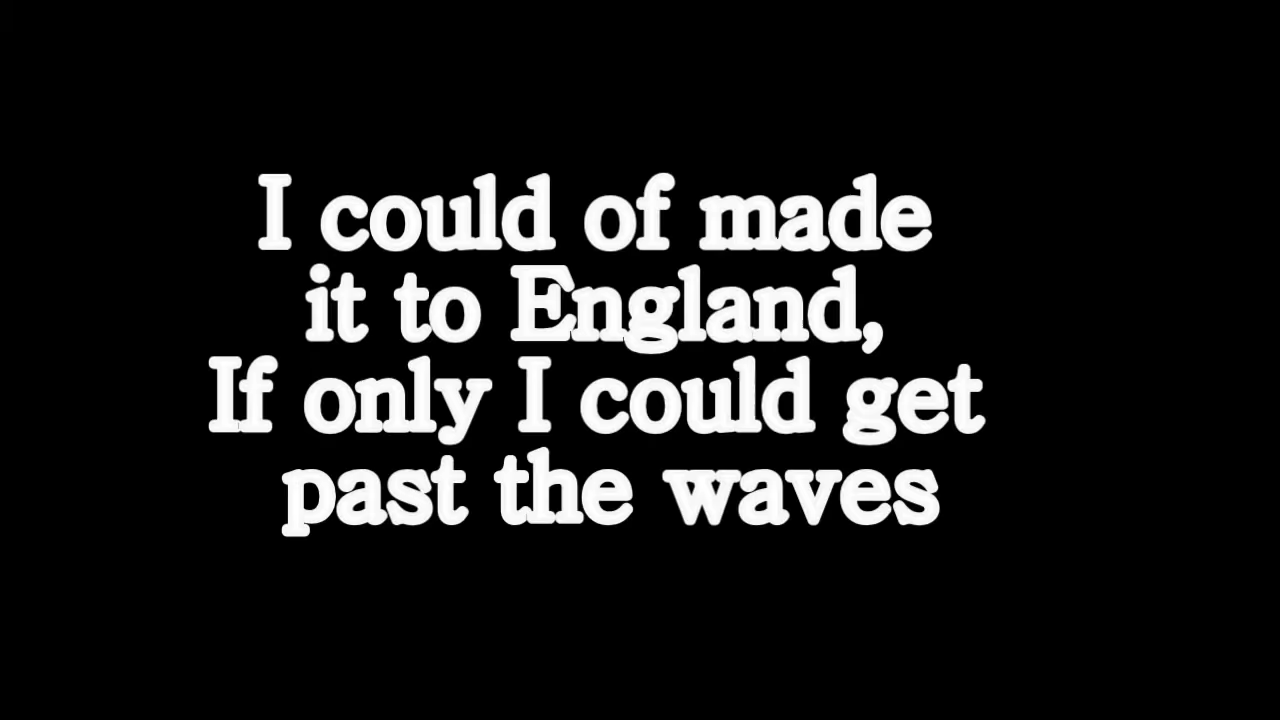 I could of made
it to England,
If only I could get
past the waves